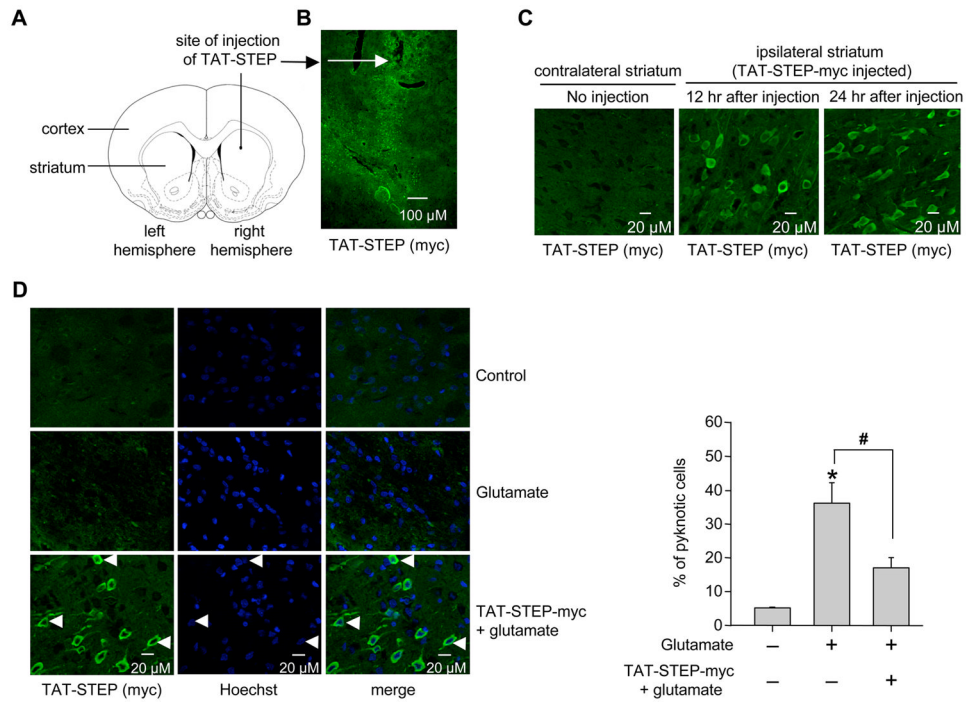 A
site of injection
of TAT-STEP
cortex
striatum
left
hemisphere
right
hemisphere
B
100 µM
TAT-STEP (myc)
C
contralateral striatum
ipsilateral striatum
(TAT-STEP-myc injected)
No injection
12 hr after injection
24 hr after injection
20 µM
20 µM
20 µM
TAT-STEP (myc)
TAT-STEP (myc)
TAT-STEP (myc)
D
Control
Glutamate
TAT-STEP-myc
+ glutamate
20 µM
20 µM
20 µM
TAT-STEP (myc)
Hoechst
merge
% of pyknotic cells
60
50
40
30
20
10
0
*
#
Glutamate – + +
TAT-STEP-myc
+ glutamate – – +